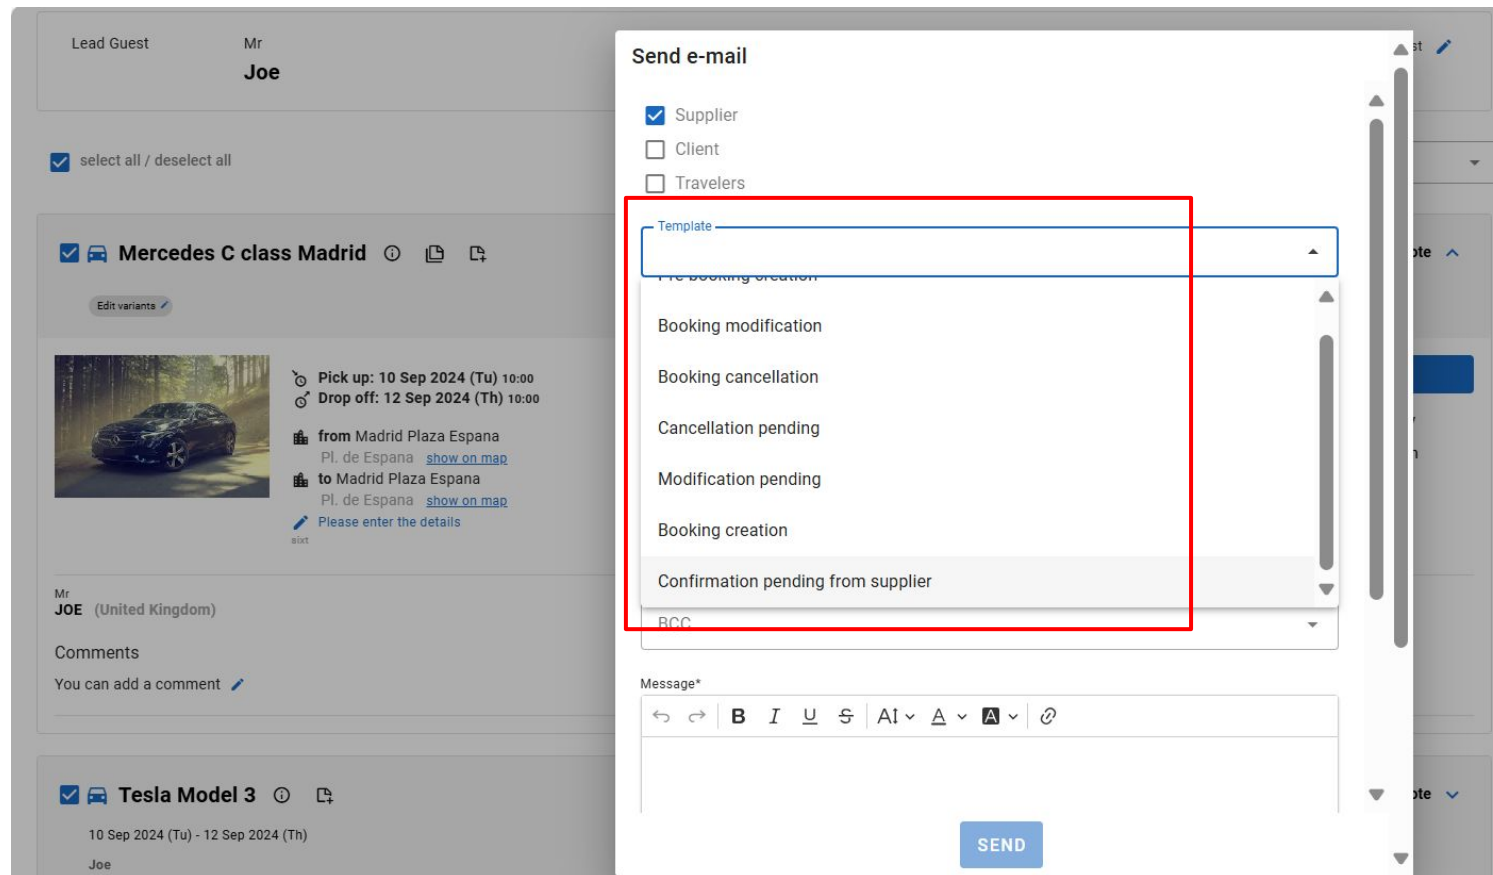 Lead Guest
Mr
Joe
select all / deselect all
Mercedes C class Madrid
Edit variants
Pick up: 10 Sep 2024 (Tu) 10:00
Drop off: 12 Sep 2024 (Th) 10:00
from Madrid Plaza Espana
Pl. de Espana show on map
to Madrid Plaza Espana
Pl. de Espana show on map
Please enter the details
sixt
Mr
JOE (United Kingdom)
Comments
You can add a comment
Tesla Model 3
10 Sep 2024 (Tu) - 12 Sep 2024 (Th)
Joe
Send e-mail
Supplier
Client
Travelers
Template
Pre booking creation
Booking modification
Booking cancellation
Cancellation pending
Modification pending
Booking creation
Confirmation pending from supplier
BCC
Message*
B I U S A A A
SEND